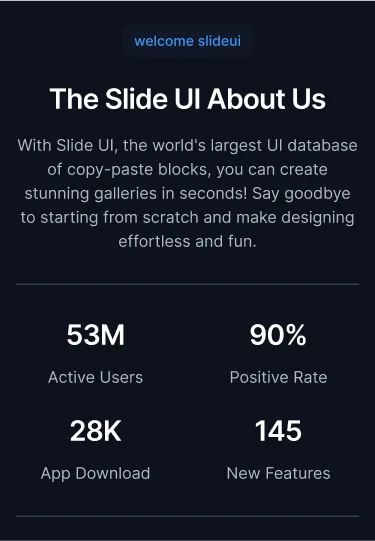 welcome slideui
The Slide UI About Us
With Slide UI, the world's largest UI database
of copy-paste blocks, you can create
stunning galleries in seconds! Say goodbye
to starting from scratch and make designing
effortless and fun.
53M
90%
Active Users
Positive Rate
28K
145
App Download
New Features